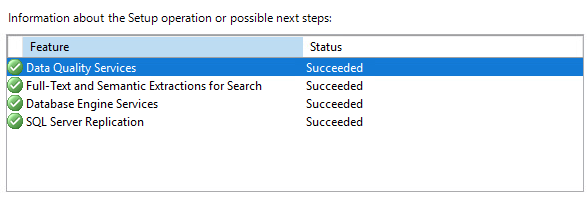 Information about the Setup operation or possible next steps:
Feature Status
Data Quality Services Succeeded
Full-Text and Semantic Extractions for Search Succeeded
Database Engine Services Succeeded
SQL Server Replication Succeeded